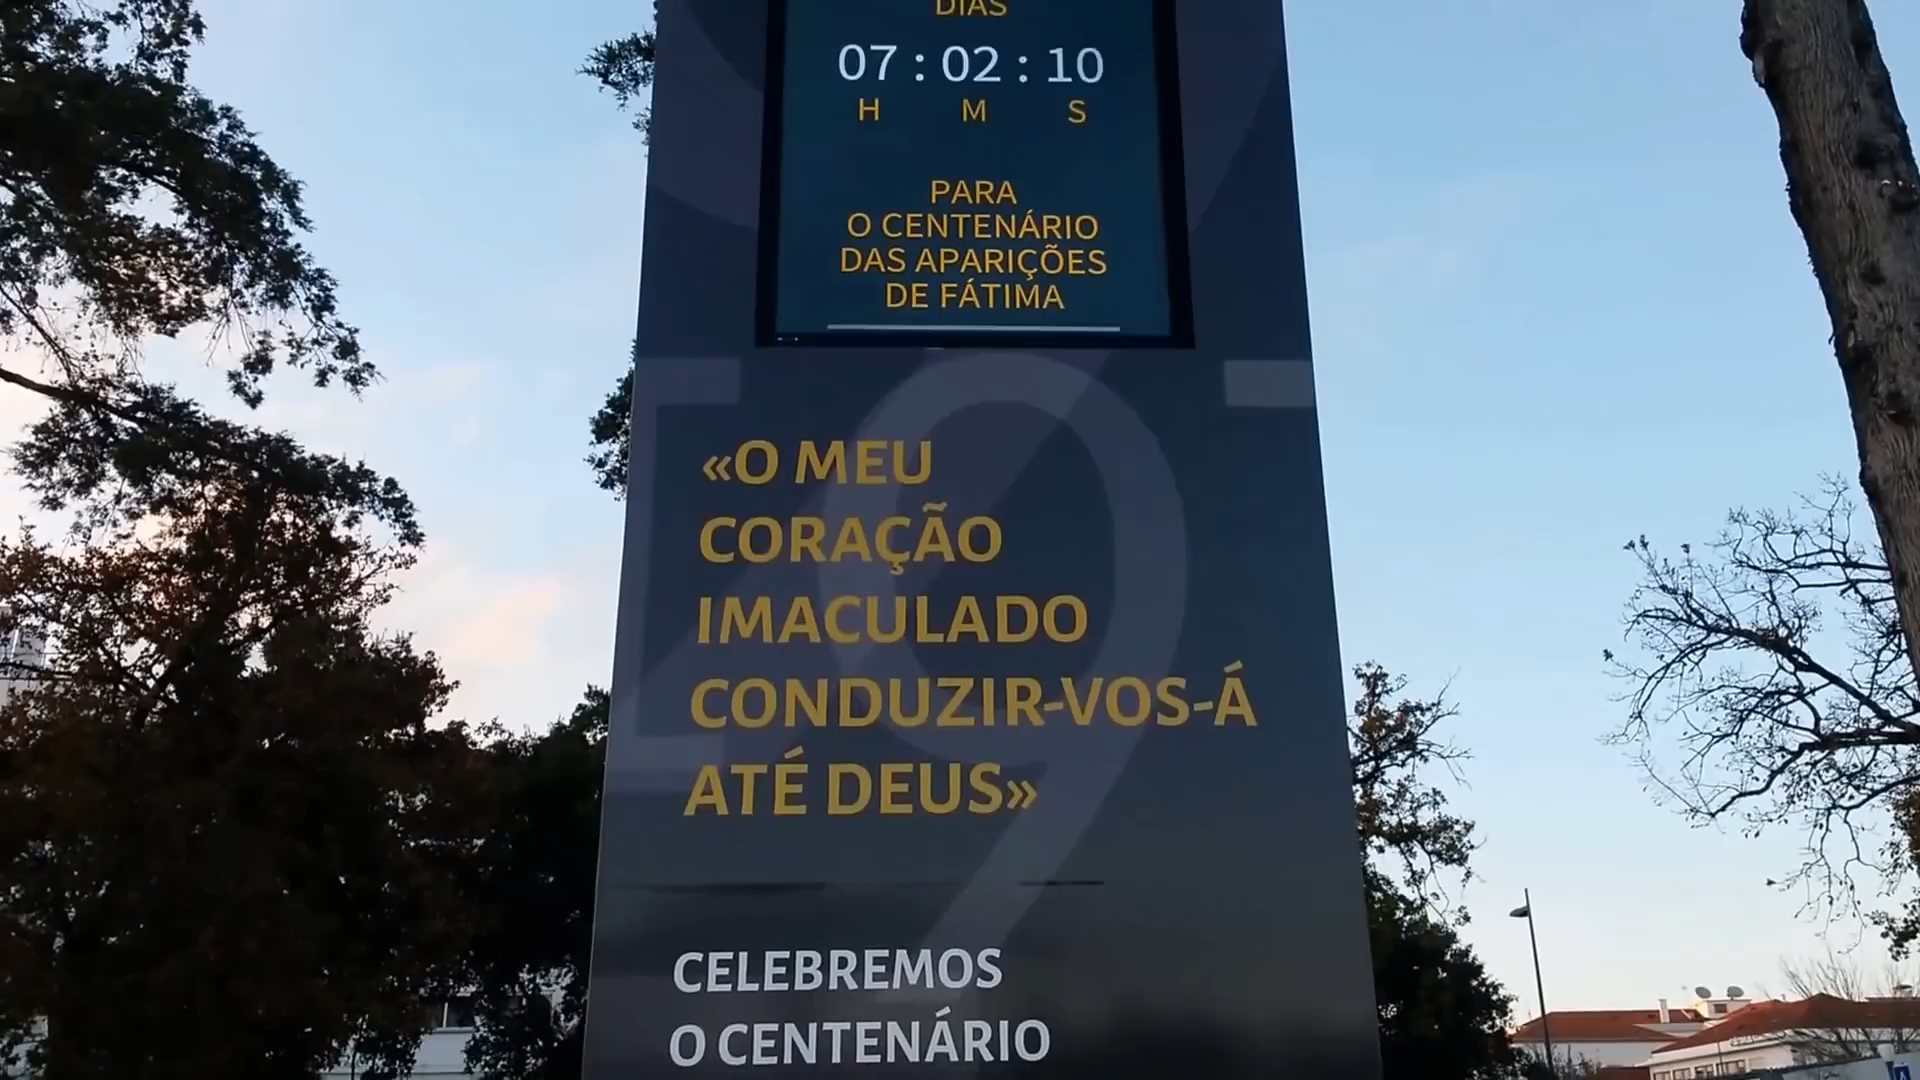 DIAS
07 : 02 : 10
H M S
PARA
O CENTENÁRIO
DAS APARIÇÕES
DE FÁTIMA
«O MEU
CORAÇÃO
IMACULADO
CONDUZIR-VOS-Á
ATÉ DEUS»
CELEBREMOS
O CENTENÁRIO